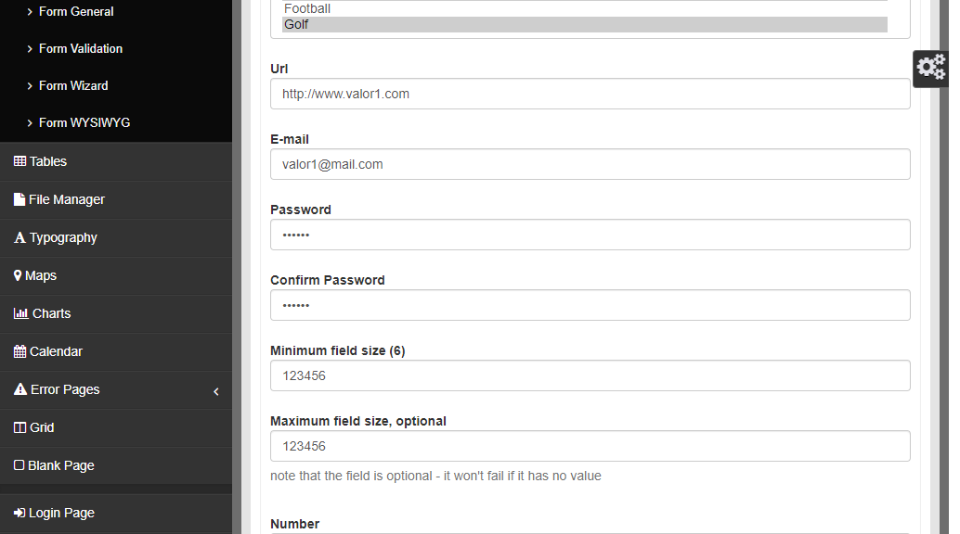 Form General
Form Validation
Form Wizard
Form WYSIWYG
Tables
File Manager
Typography
Maps
Charts
Calendar
Error Pages
Grid
Blank Page
Login Page
Football
Golf
Url
http://www.valor1.com
E-mail
valor1@mail.com
Password
••••••
Confirm Password
••••••
Minimum field size (6)
123456
Maximum field size, optional
123456
note that the field is optional - it won't fail if it has no value
Number